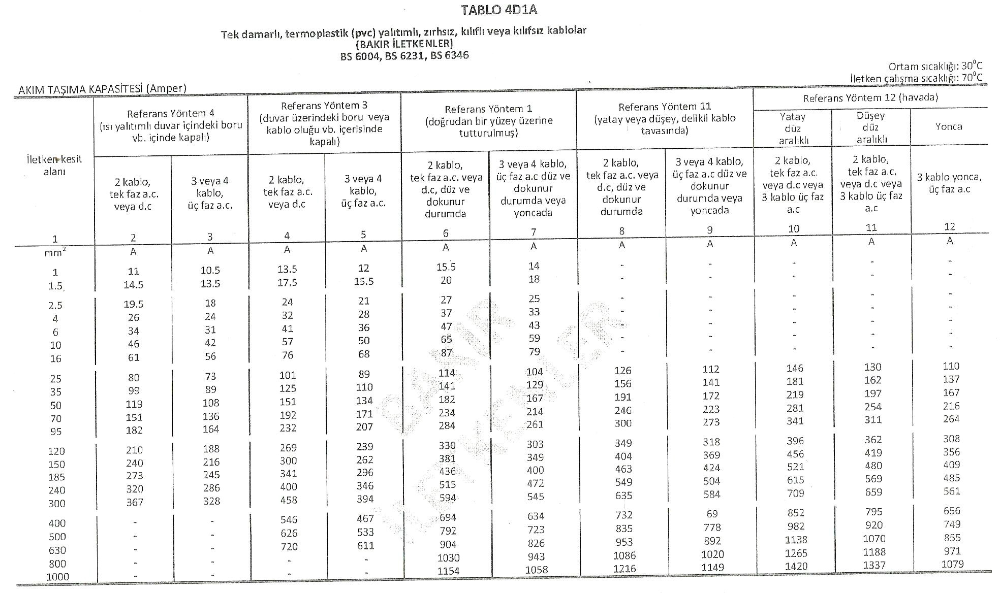 TABLO 4D1A
Tek damarlı, termoplastik (pvc) yalıtımlı, zırhsız, kılıflı veya kılıfsız kablolar
(BAKIR İLETKENLER)
BS 6004, BS 6231, BS 6346
Ortam sıcaklığı: 30⁰C
İletken çalışma sıcaklığı: 70⁰C
AKIM TAŞIMA KAPASİTESİ (Amper)
İletken kesit
alanı
Referans Yöntem 4
(ısı yalıtımlı duvar içindeki boru
vb. içinde kapalı)
Referans Yöntem 3
(duvar üzerindeki boru veya
kablo oluğu vb. içerisinde
kapalı)
Referans Yöntem 1
(doğrudan bir yüzey üzerine
tutturulmuş)
Referans Yöntem 11
(yatay veya düşey, delikli kablo
tavasında)
Referans Yöntem 12 (havada)
Yatay
düz
aralıklı
Düşey
düz
aralıklı
Yonca
2 kablo,
tek faz a.c.
veya d.c
3 veya 4
kablo,
üç faz a.c.
2 kablo,
tek faz a.c.
veya d.c
3 veya 4
kablo,
üç faz a.c.
2 kablo,
tek faz a.c. veya
d.c, düz ve
dokunur
durumda
3 veya 4 kablo,
üç faz a.c düz ve
dokunur
durumda veya
yoncada
2 kablo,
tek faz a.c. veya
d.c, düz ve
dokunur
durumda
3 veya 4 kablo,
üç faz a.c düz ve
dokunur
durumda veya
yoncada
2 kablo,
tek faz a.c.
veya d.c veya
3 kablo üç faz
a.c
2 kablo,
tek faz a.c.
veya d.c veya
3 kablo üç faz
a.c
3 kablo yonca,
üç faz a.c
1 2 3 4 5 6 7 8 9 10 11 12
mm² A A A A A A A A A A A
1 11 10.5 13.5 12 15.5 14 - - - - -
1.5 14.5 13.5 17.5 15.5 20 18 - - - - -
2.5 19.5 18 24 21 27 25 - - - - -
4 26 24 32 28 37 33 - - - - -
6 34 31 41 36 47 43 - - - - -
10 46 42 57 50 65 59 - - - - -
16 61 56 76 68 87 79 - - - - -
25 80 73 101 89 114 104 126 112 146 130 110
35 99 89 125 110 141 129 156 141 181 162 137
50 119 108 151 134 182 167 191 172 219 197 167
70 151 136 192 171 234 214 246 223 281 254 216
95 182 164 232 207 284 261 300 273 341 311 264
120 210 188 269 239 330 303 349 318 396 362 308
150 240 216 300 262 381 349 404 369 456 419 356
185 273 245 341 296 436 400 463 424 521 480 409
240 320 286 400 346 515 472 549 504 615 569 485
300 367 328 458 394 594 545 635 584 709 659 561
400 - - 546 467 694 634 732 69 852 795 656
500 - - 626 533 792 723 835 778 982 920 749
630 - - 720 611 904 826 953 892 1138 1070 855
800 - - - - 1030 943 1086 1020 1265 1188 971
1000 - - - - 1154 1058 1216 1149 1420 1337 1079
BAKIR
İLETKENLER